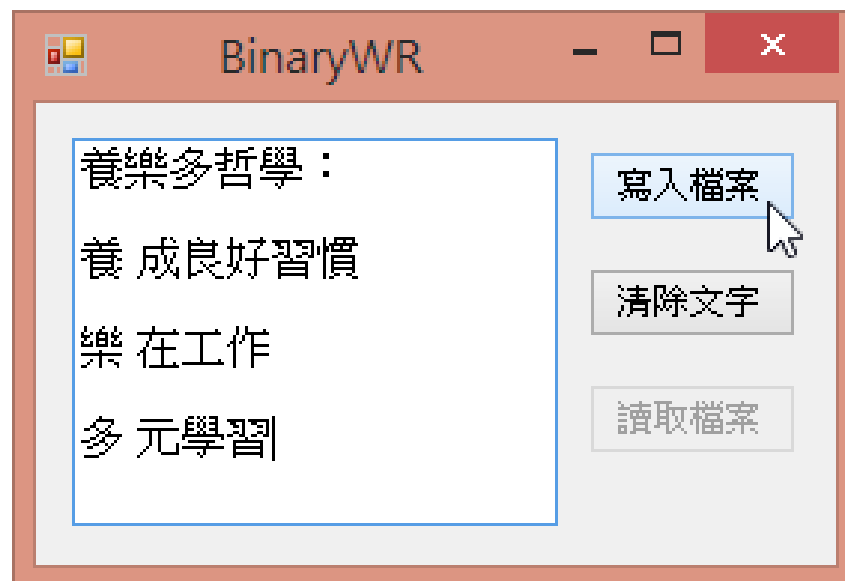 BinaryWR
養樂多哲學：
養 成良好習慣
樂 在工作
多 元學習
寫入檔案
清除文字
讀取檔案